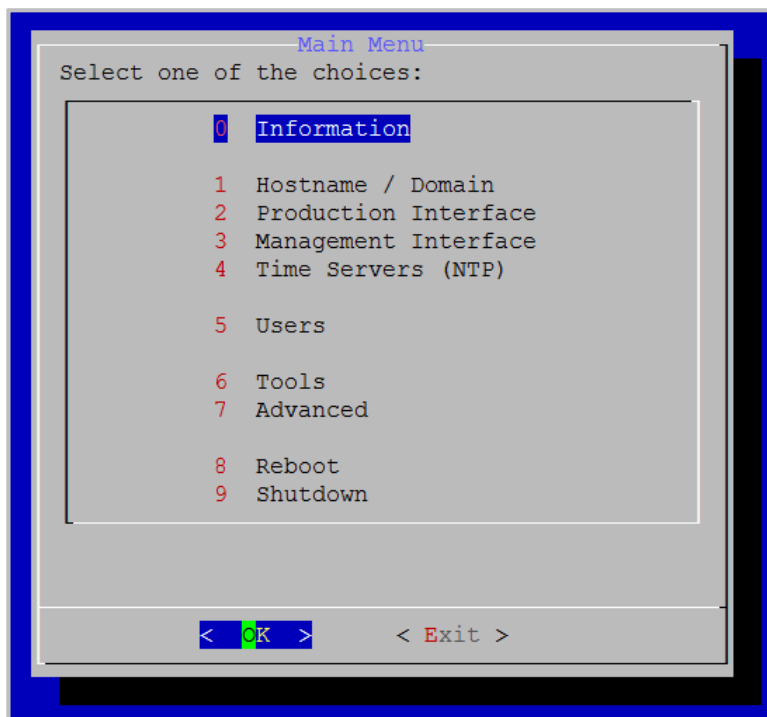 Main Menu
Select one of the choices:
0 Information
1 Hostname / Domain
2 Production Interface
3 Management Interface
4 Time Servers (NTP)
5 Users
6 Tools
7 Advanced
8 Reboot
9 Shutdown
< OK > < Exit >